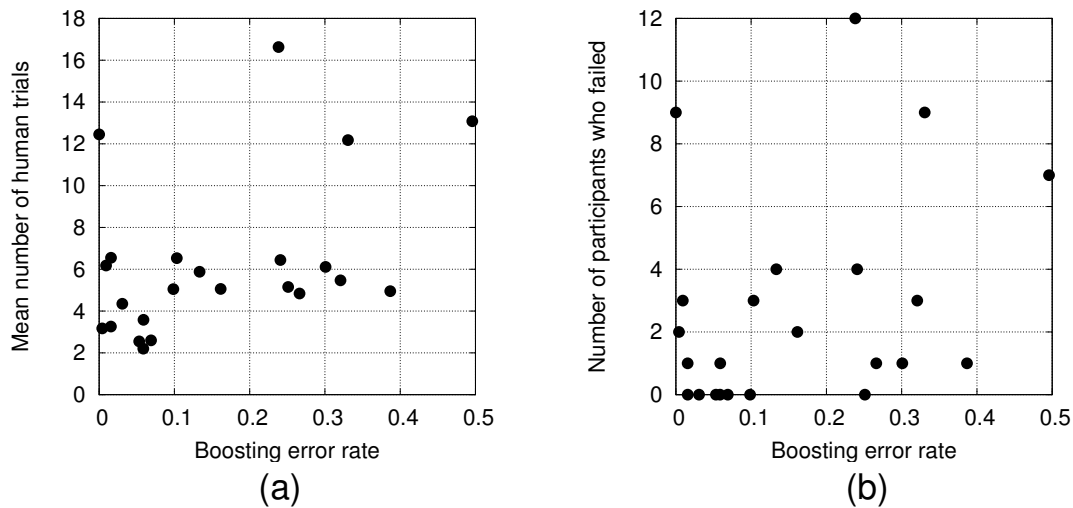 18
16
14
12
10
8
6
4
2
0
0 0.1 0.2 0.3 0.4 0.5
Mean number of human trials
Boosting error rate
(a)
12
10
8
6
4
2
0
0 0.1 0.2 0.3 0.4 0.5
Number of participants who failed
Boosting error rate
(b)